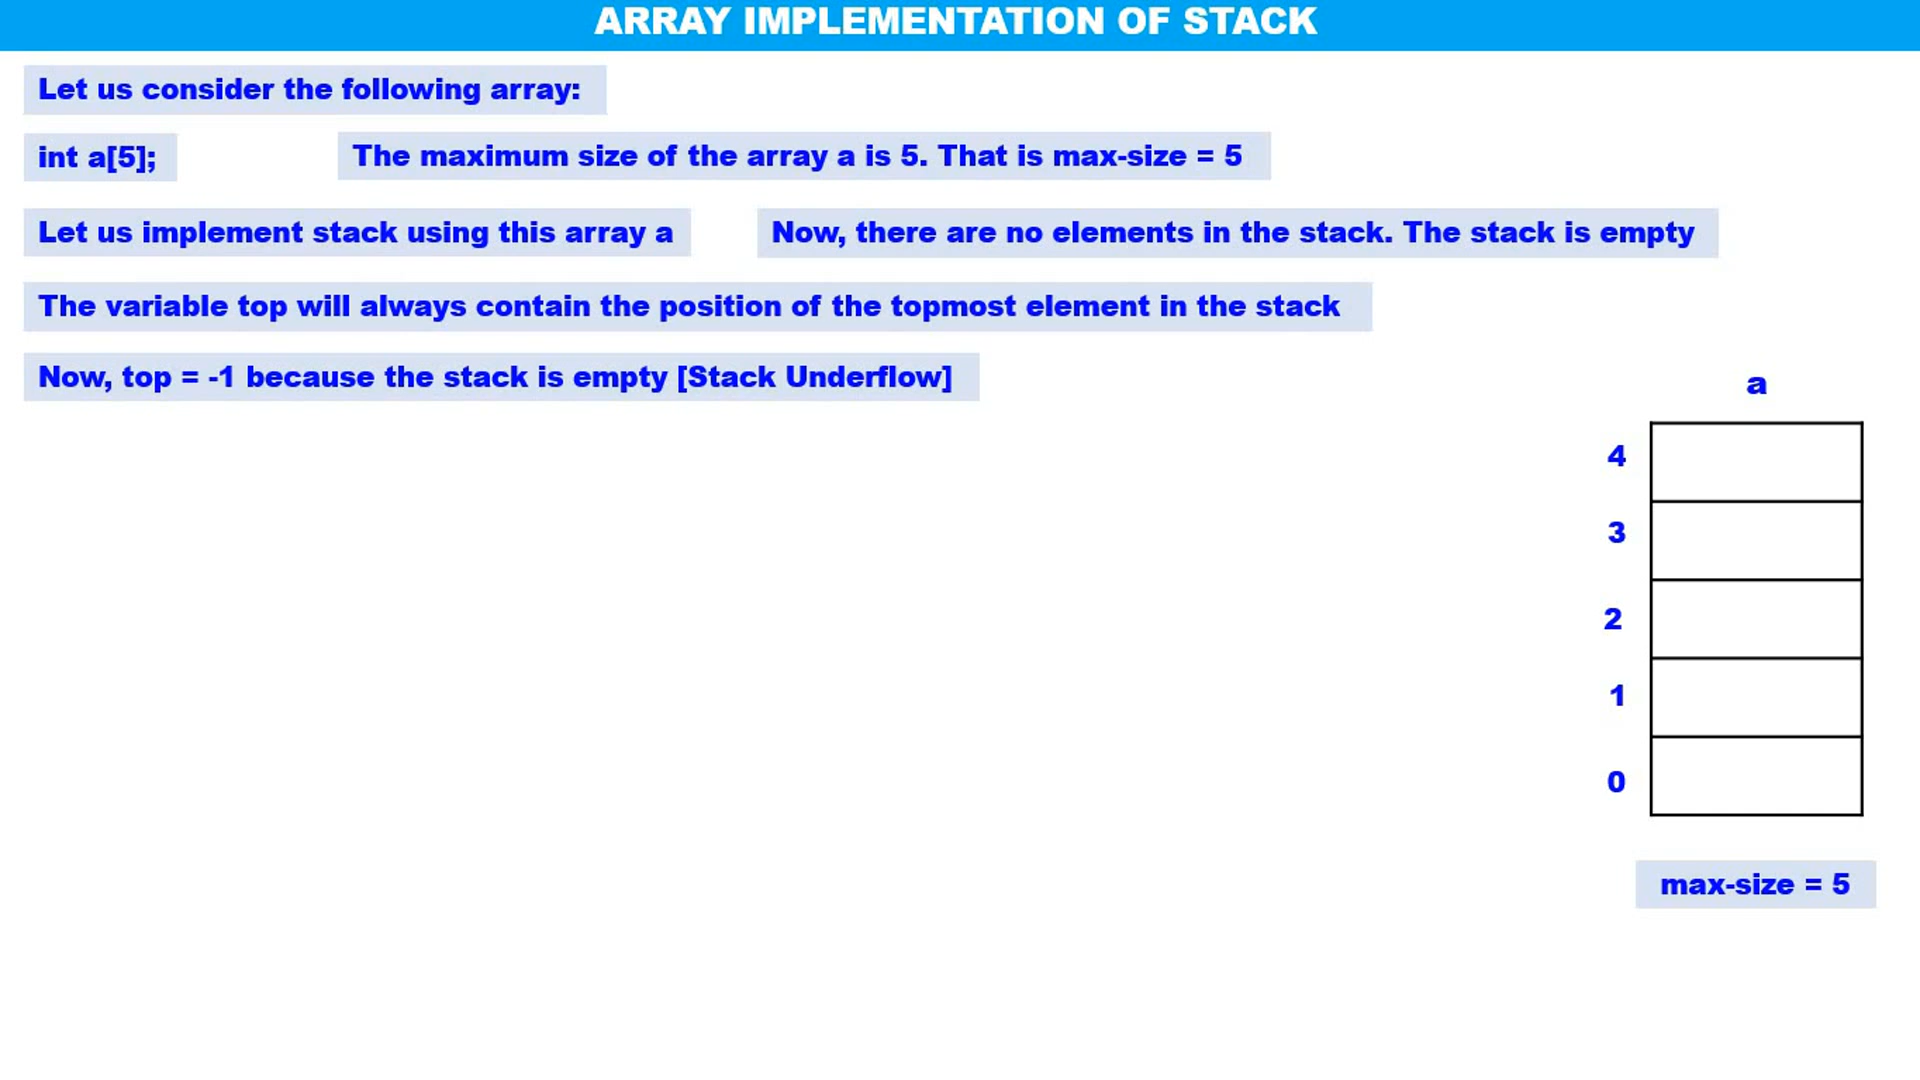 ARRAY IMPLEMENTATION OF STACK
Let us consider the following array:
int a[5];
The maximum size of the array a is 5. That is max-size = 5
Let us implement stack using this array a
Now, there are no elements in the stack. The stack is empty
The variable top will always contain the position of the topmost element in the stack
Now, top = -1 because the stack is empty [Stack Underflow]
a
4
3
2
1
0
max-size = 5